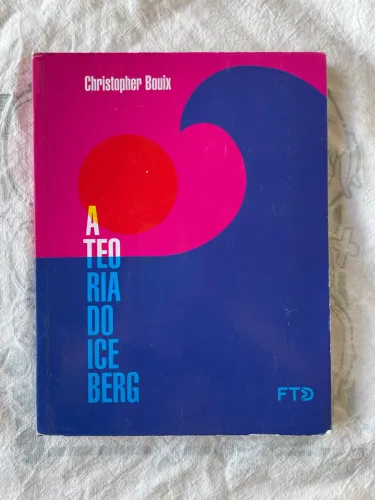 Christopher Bouix
A
TEO
RIA
DO
ICE
BERG
FTD